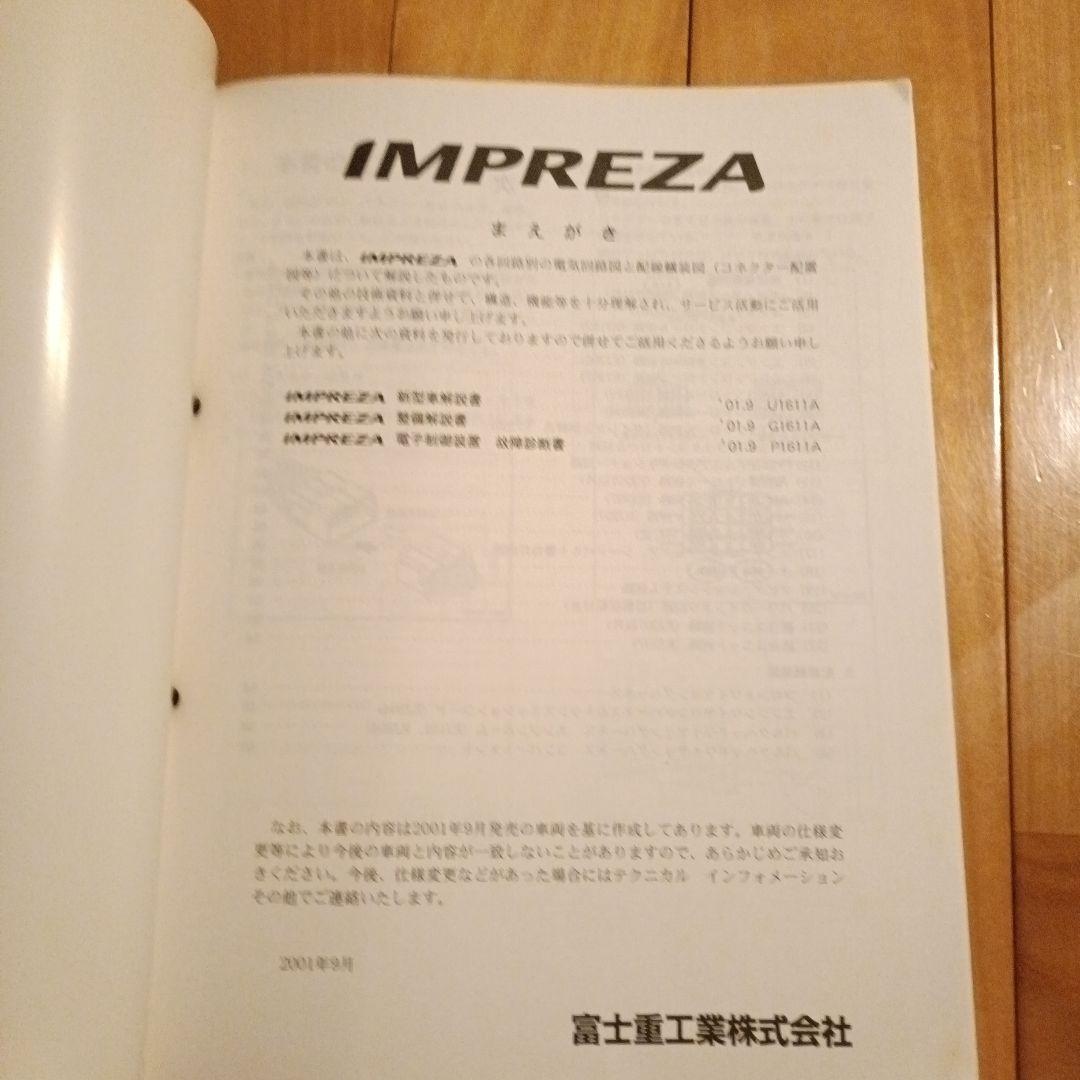 IMPREZA
まえがき
本書は、IMPREZA の各回路別の電気回路図と配線艤装図（コネクター配置
図等）について解説したものです。
その他の技術資料と併せて、構造、機能等を十分理解され、サービス活動にご活用
いただきますようお願い申し上げます。
本書の他に次の資料を発行しておりますので併せてご活用くださるようお願い申し
上げます。
IMPREZA 新型車解説書 '01.9 U1611A
IMPREZA 整備解説書 '01.9 G1611A
IMPREZA 電子制御装置 故障診断書 '01.9 P1611A
なお、本書の内容は2001年9月発売の車両を基に作成してあります。車両の仕様変
更等により今後の車両と内容が一致しないことがありますので、あらかじめご承知お
きください。今後、仕様変更などがあった場合にはテクニカル インフォメーション
その他でご連絡いたします。
2001年9月
富士重工業株式会社